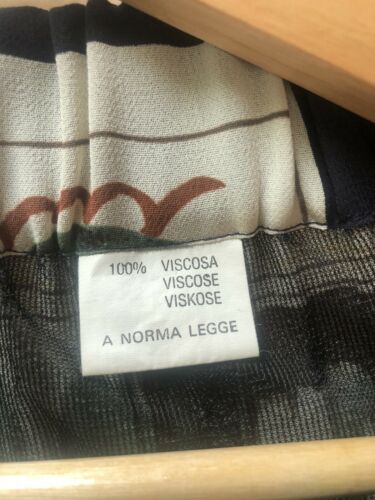 100% VISCOSA
VISCOSE
VISKOSE
A NORMA LEGGE